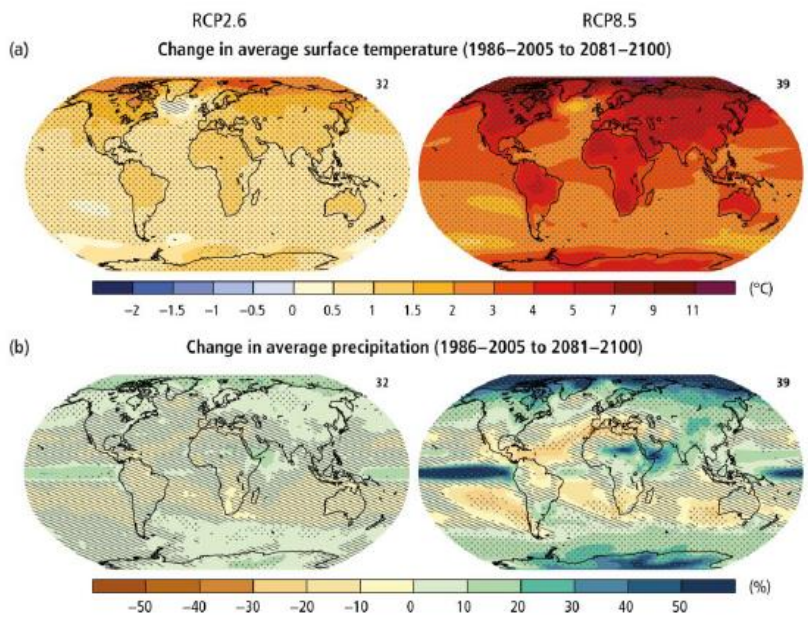 RCP2.6 RCP8.5
(a) Change in average surface temperature (1986–2005 to 2081–2100)
32 39
(°C)
−2 −1.5 −1 −0.5 0 0.5 1 1.5 2 3 4 5 7 9 11
(b) Change in average precipitation (1986–2005 to 2081–2100)
32 39
(%)
−50 −40 −30 −20 −10 0 10 20 30 40 50